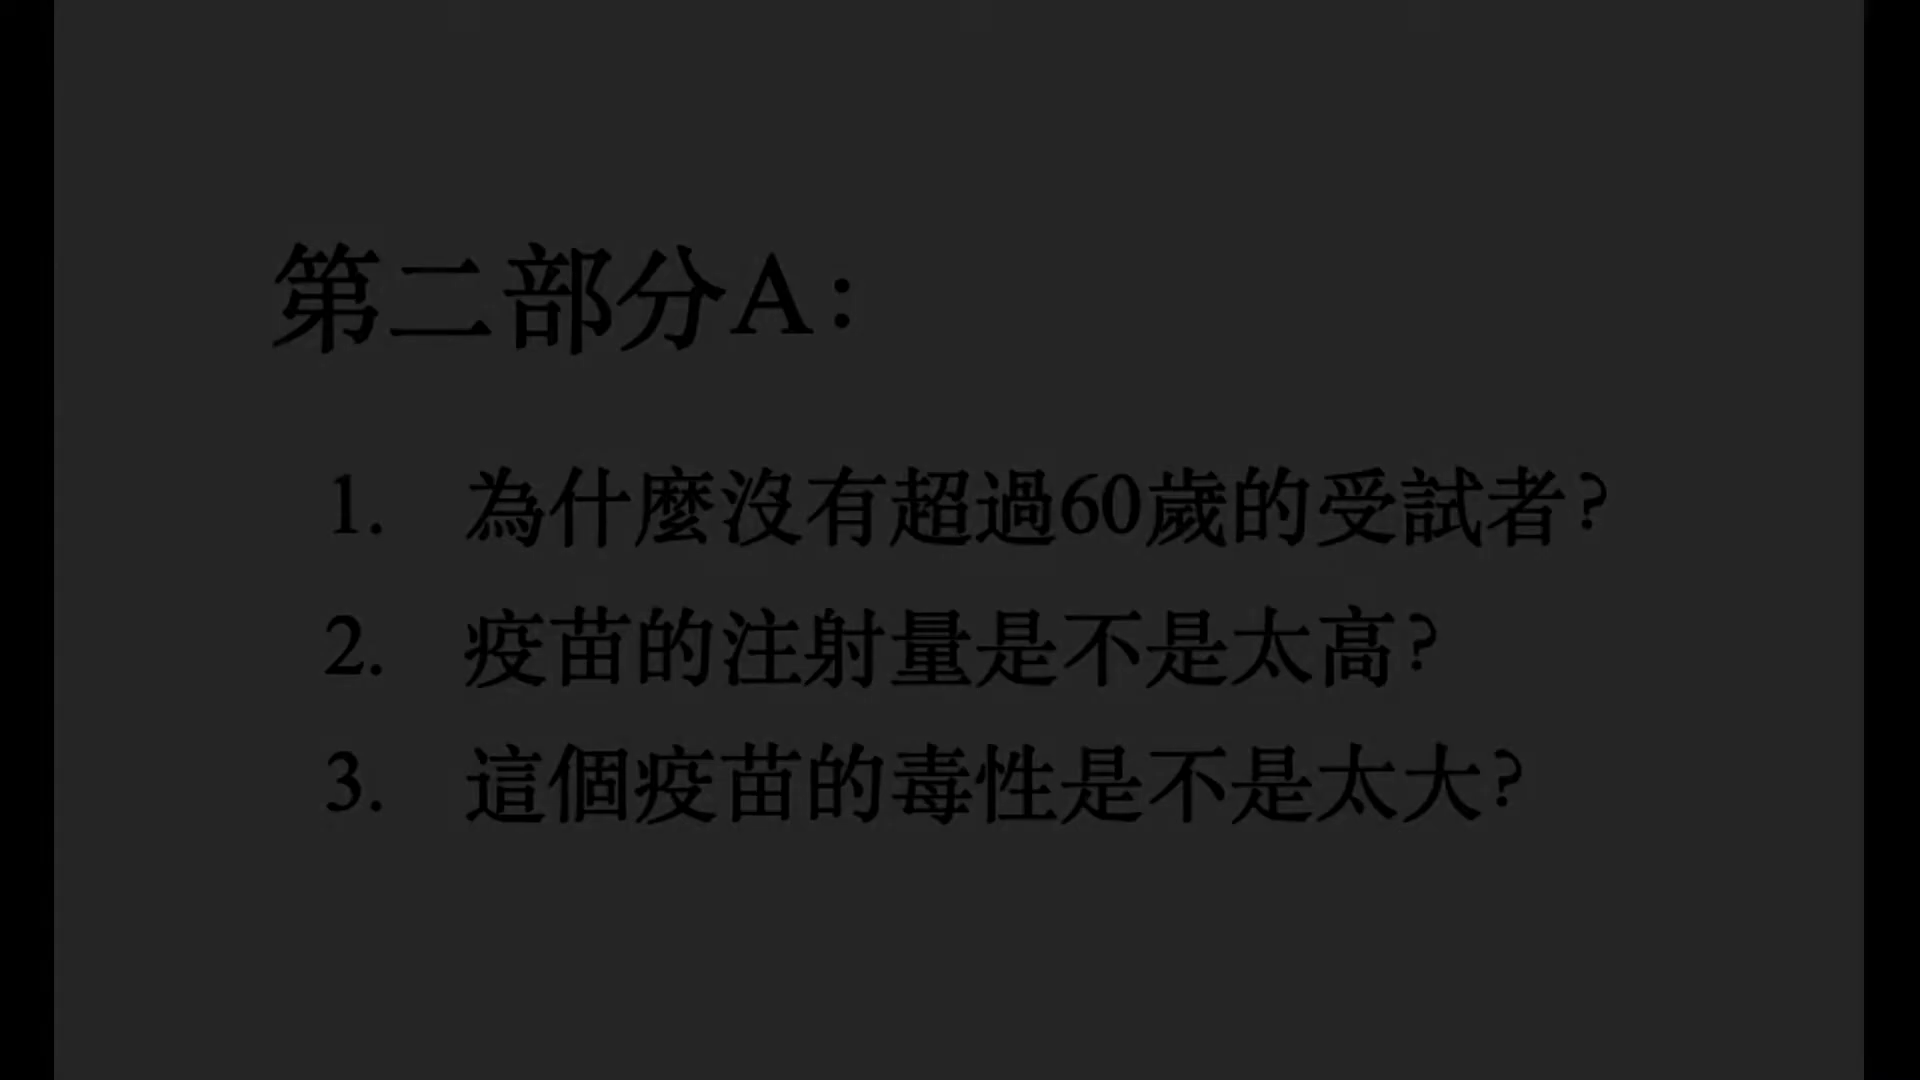 第二部分A：
1. 為什麼沒有超過60歲的受試者?
2. 疫苗的注射量是不是太高?
3. 這個疫苗的毒性是不是太大?